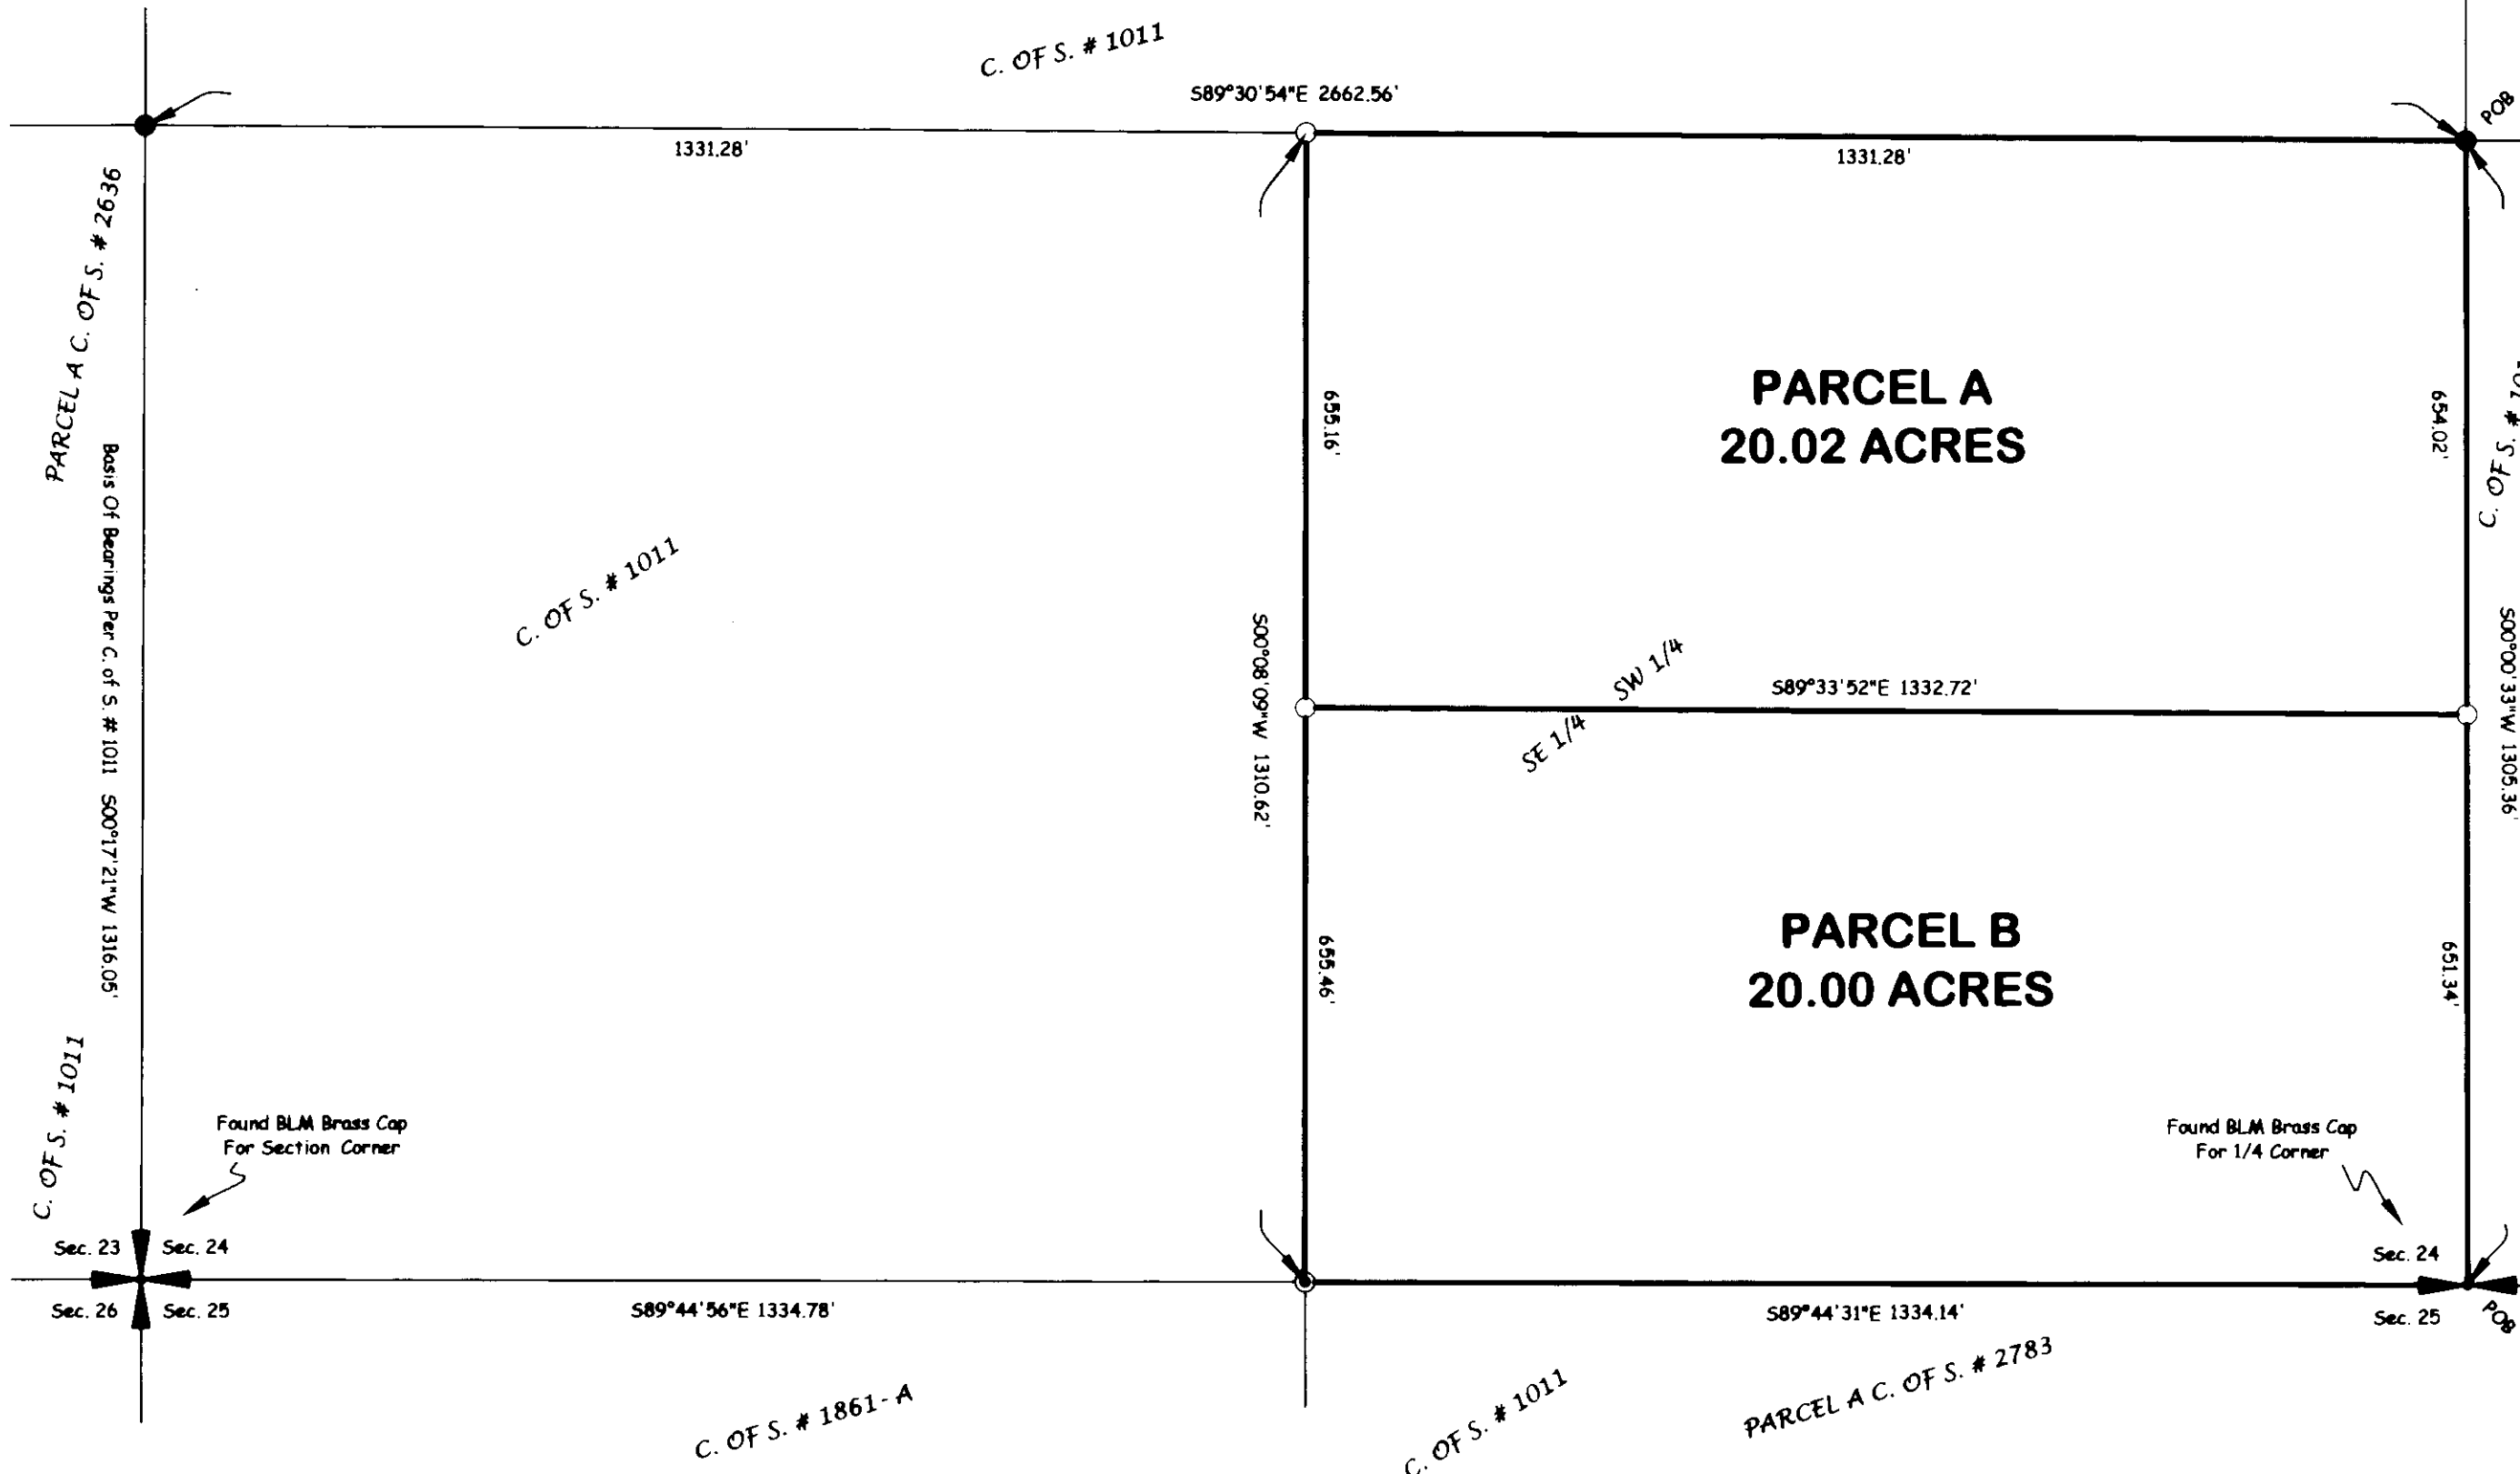 C. OF S. # 1011
S89°30'54"E 2662.56'
POB
1331.28'
1331.28'
PARCEL A C. OF S. # 2636
Basis Of Bearings Per C. of S. # 1011 S00°17'21"W 1316.05'
C. OF S. # 1011
C. OF S. # 1011
655.16'
S00°08'09"W 1310.62'
655.46'
PARCEL A
20.02 ACRES
654.02'
C. OF S. #
S00°00'33"W 1305.36'
SW 1/4
SE 1/4
S89°33'52"E 1332.72'
PARCEL B
20.00 ACRES
651.34'
Found BLM Brass Cap
For Section Corner
Found BLM Brass Cap
For 1/4 Corner
Sec. 23
Sec. 24
Sec. 26
Sec. 25
Sec. 24
Sec. 25
POB
S89°44'56"E 1334.78'
S89°44'31"E 1334.14'
C. OF S. # 1861-A
C. OF S. # 1011
PARCEL A C. OF S. # 2783